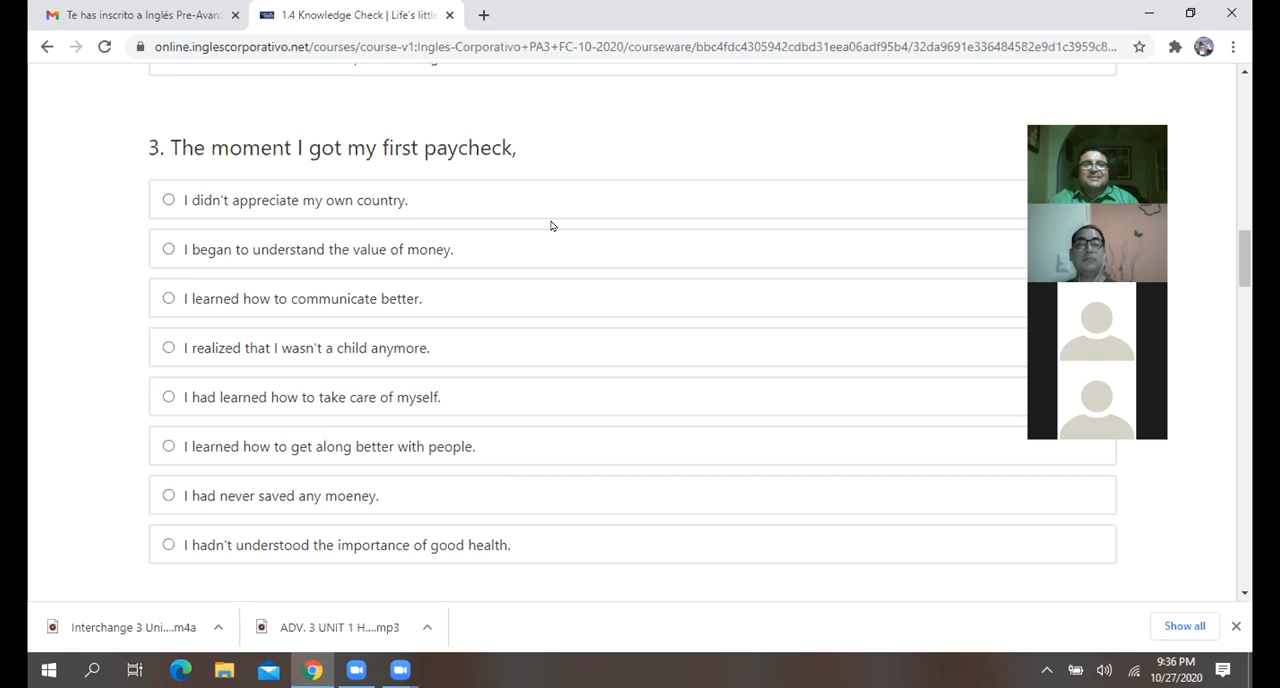 Te has inscrito a Inglés Pre-Avan
1.4 Knowledge Check | Life's little
online.inglescorporativo.net/courses/course-v1:Ingles-Corporativo+PA3+FC-10-2020/courseware/bbc4fdc4305942cdbd31eea06adf95b4/32da9691e336484582e9d1c3959c8...
3. The moment I got my first paycheck,
I didn't appreciate my own country.
I began to understand the value of money.
I learned how to communicate better.
I realized that I wasn't a child anymore.
I had learned how to take care of myself.
I learned how to get along better with people.
I had never saved any moeney.
I hadn't understood the importance of good health.
Interchange 3 Uni....m4a
ADV. 3 UNIT 1 H....mp3
Show all
9:36 PM
10/27/2020